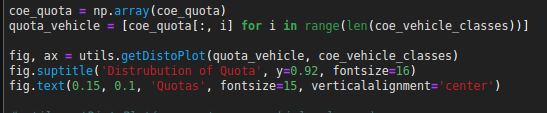 coe_quota = np.array(coe_quota)
quota_vehicle = [coe_quota[:, i] for i in range(len(coe_vehicle_classes))]
fig, ax = utils.getDistoPlot(quota_vehicle, coe_vehicle_classes)
fig.suptitle('Distrubution of Quota', y=0.92, fontsize=16)
fig.text(0.15, 0.1, 'Quotas', fontsize=15, verticalalignment='center')